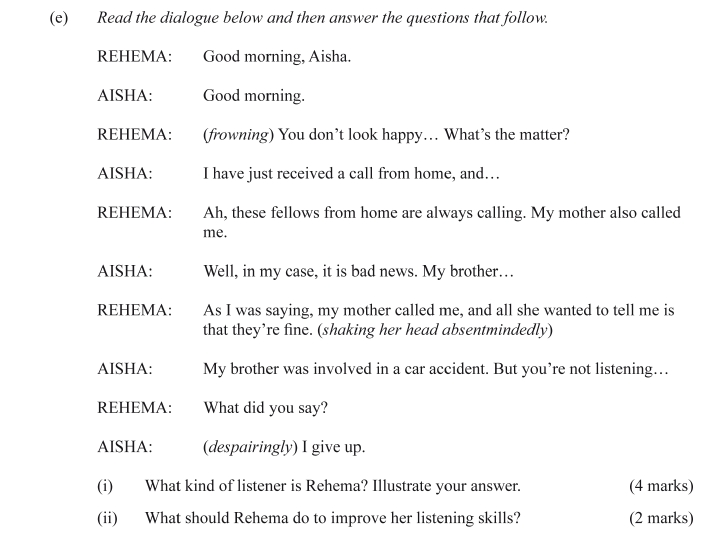 (e) Read the dialogue below and then answer the questions that follow.
REHEMA: Good morning, Aisha.
AISHA: Good morning.
REHEMA: (frowning) You don’t look happy… What’s the matter?
AISHA: I have just received a call from home, and…
REHEMA: Ah, these fellows from home are always calling. My mother also called
me.
AISHA: Well, in my case, it is bad news. My brother…
REHEMA: As I was saying, my mother called me, and all she wanted to tell me is
that they’re fine. (shaking her head absentmindedly)
AISHA: My brother was involved in a car accident. But you’re not listening…
REHEMA: What did you say?
AISHA: (despairingly) I give up.
(i) What kind of listener is Rehema? Illustrate your answer. (4 marks)
(ii) What should Rehema do to improve her listening skills? (2 marks)